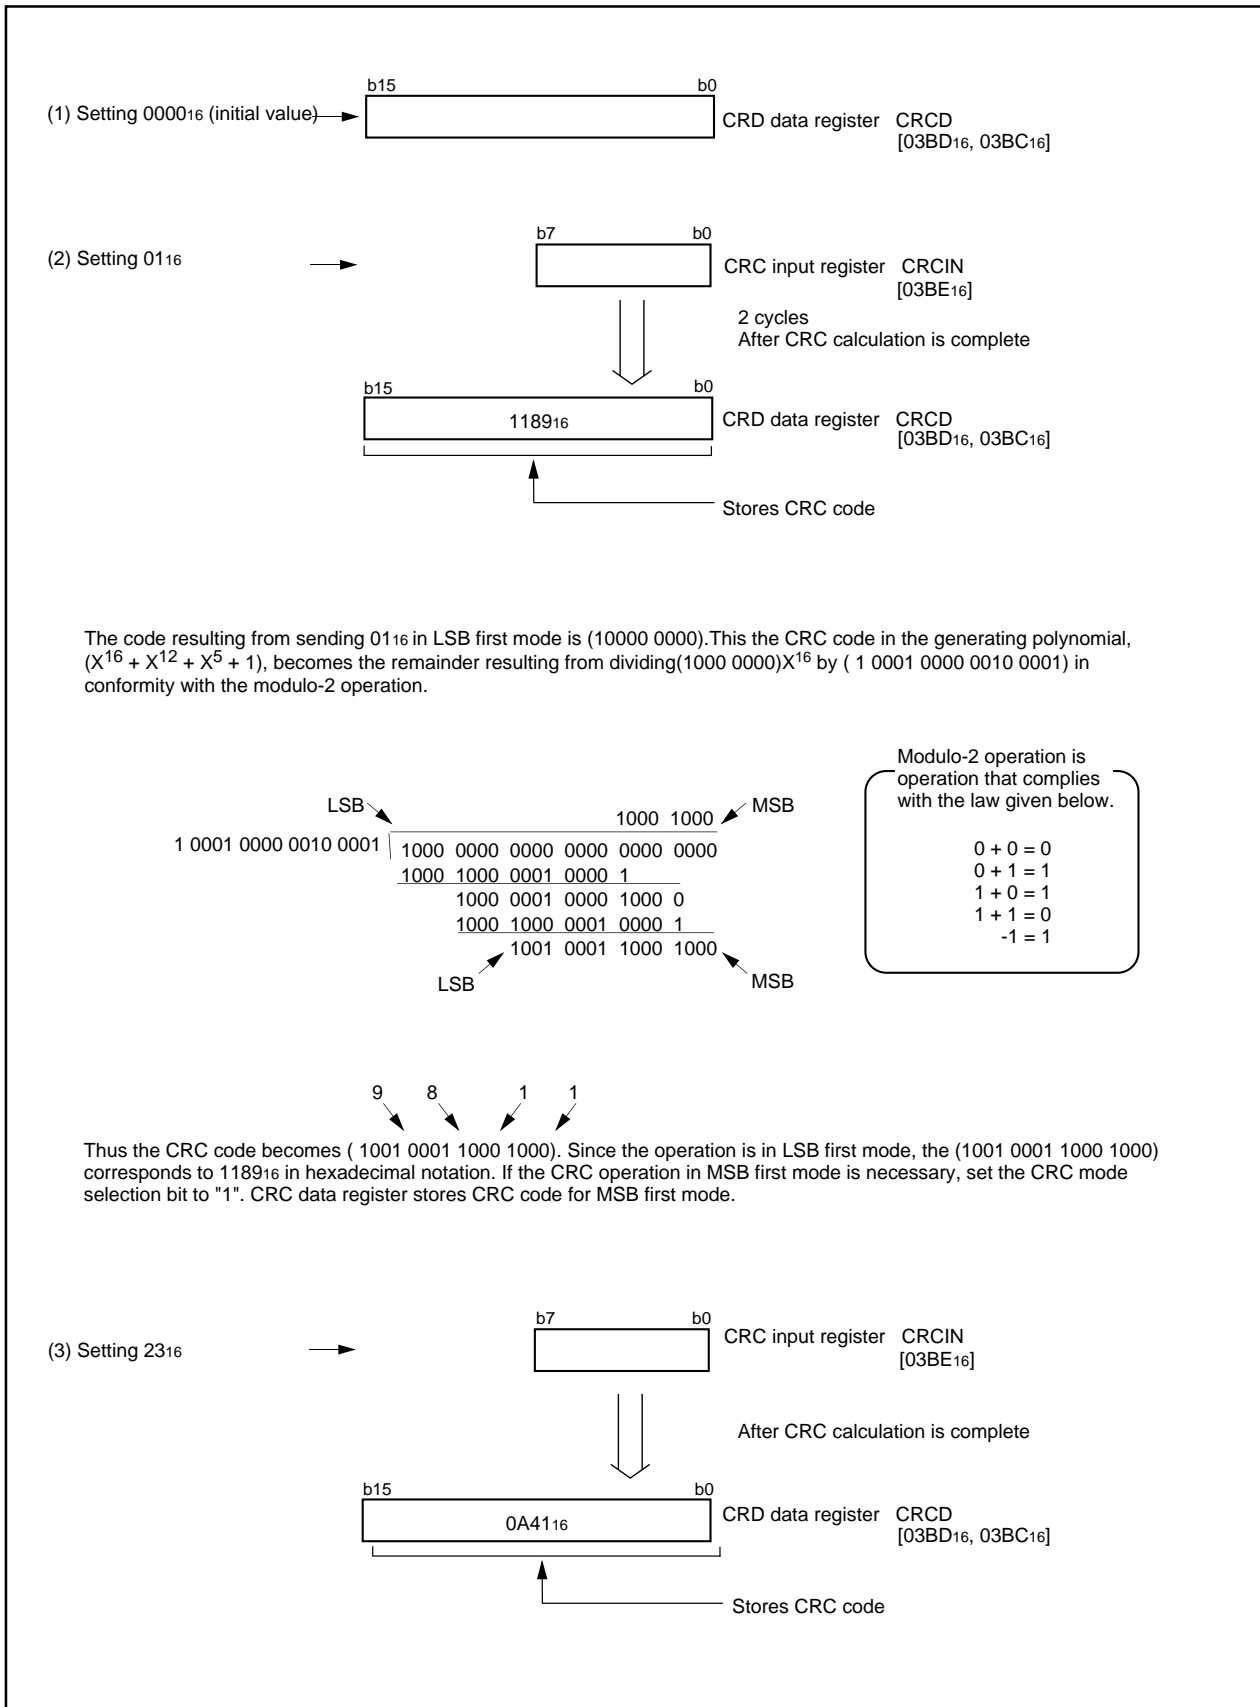 b15 b0
(1) Setting 0000₁₆ (initial value)
CRD data register CRCD
[03BD₁₆, 03BC₁₆]
b7 b0
(2) Setting 01₁₆
CRC input register CRCIN
[03BE₁₆]
2 cycles
After CRC calculation is complete
b15 b0
1189₁₆
CRD data register CRCD
[03BD₁₆, 03BC₁₆]
Stores CRC code
The code resulting from sending 01₁₆ in LSB first mode is (10000 0000).This the CRC code in the generating polynomial,
(X¹⁶ + X¹² + X⁵ + 1), becomes the remainder resulting from dividing(1000 0000)X¹⁶ by ( 1 0001 0000 0010 0001) in
conformity with the modulo-2 operation.
LSB
MSB
1000 1000
1 0001 0000 0010 0001
1000 0000 0000 0000 0000 0000
1000 1000 0001 0000 1
1000 0001 0000 1000 0
1000 1000 0001 0000 1
1001 0001 1000 1000
LSB
MSB
Modulo-2 operation is
operation that complies
with the law given below.
0 + 0 = 0
0 + 1 = 1
1 + 0 = 1
1 + 1 = 0
-1 = 1
9 8 1 1
Thus the CRC code becomes ( 1001 0001 1000 1000). Since the operation is in LSB first mode, the (1001 0001 1000 1000)
corresponds to 1189₁₆ in hexadecimal notation. If the CRC operation in MSB first mode is necessary, set the CRC mode
selection bit to "1". CRC data register stores CRC code for MSB first mode.
b7 b0
(3) Setting 23₁₆
CRC input register CRCIN
[03BE₁₆]
After CRC calculation is complete
b15 b0
0A41₁₆
CRD data register CRCD
[03BD₁₆, 03BC₁₆]
Stores CRC code